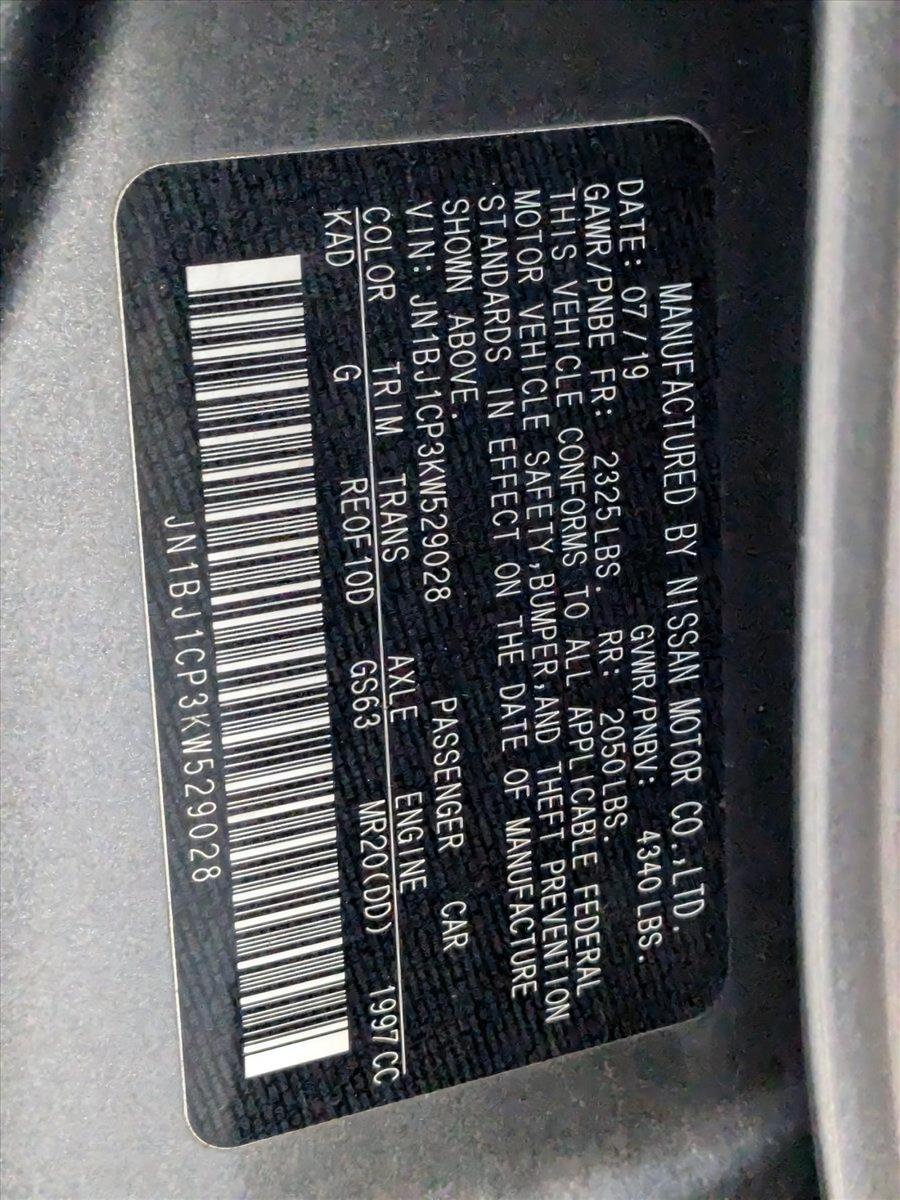 MANUFACTURED BY NISSAN MOTOR CO.,LTD.
DATE: 07/19 GVWR/PNBV: 4340LBS.
GAWR/PNBE FR: 2325LBS. RR: 2050LBS.
THIS VEHICLE CONFORMS TO ALL APPLICABLE FEDERAL
MOTOR VEHICLE SAFETY,BUMPER,AND THEFT PREVENTION
STANDARDS IN EFFECT ON THE DATE OF MANUFACTURE
SHOWN ABOVE.
VIN: JN1BJ1CP3KW529028 PASSENGER CAR
COLOR TRIM TRANS AXLE ENGINE
KAD G RE0F10D GS63 MR20(DD) 1997CC
JN1BJ1CP3KW529028